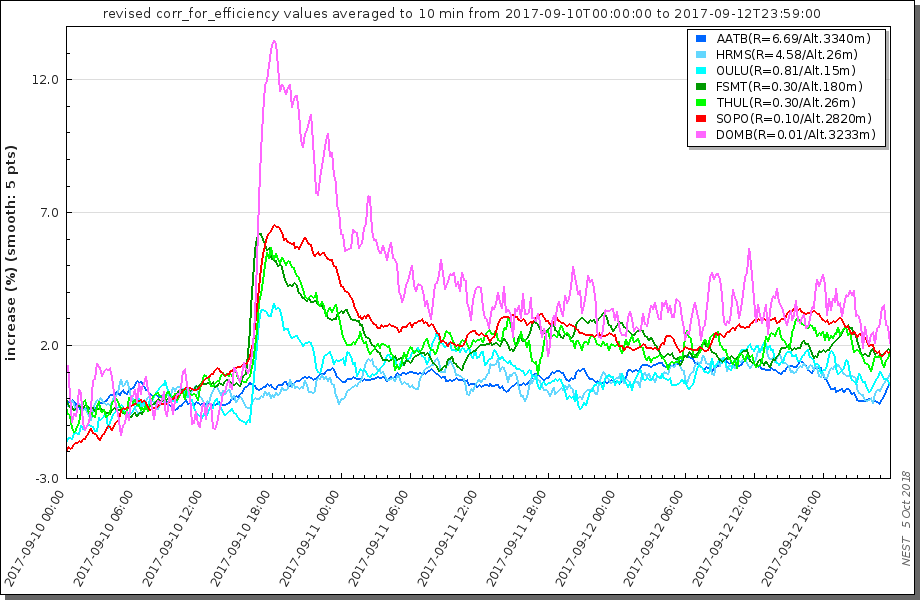 revised corr_for_efficiency values averaged to 10 min from 2017-09-10T00:00:00 to 2017-09-12T23:59:00
AATB(R=6.69/Alt.3340m)
HRMS(R=4.58/Alt.26m)
OULU(R=0.81/Alt.15m)
FSMT(R=0.30/Alt.180m)
THUL(R=0.30/Alt.26m)
SOPO(R=0.10/Alt.2820m)
DOMB(R=0.01/Alt.3233m)
increase (%) (smooth: 5 pts)
12.0
7.0
2.0
-3.0
2017-09-10 00:00
2017-09-10 06:00
2017-09-10 12:00
2017-09-10 18:00
2017-09-11 00:00
2017-09-11 06:00
2017-09-11 12:00
2017-09-11 18:00
2017-09-12 00:00
2017-09-12 06:00
2017-09-12 12:00
2017-09-12 18:00
NEST 5 Oct 2018